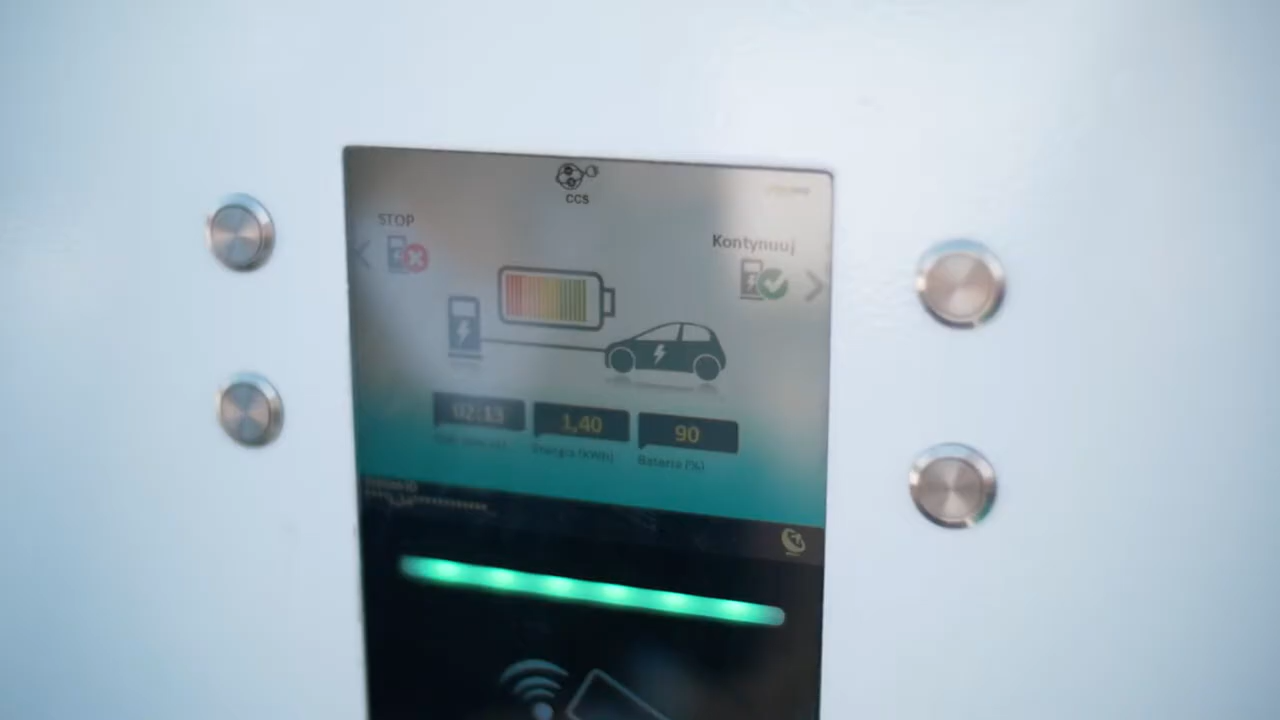 CCS
STOP
Kontynuuj
02:13
1,40
90
Energia (kWh)
Bateria (%)